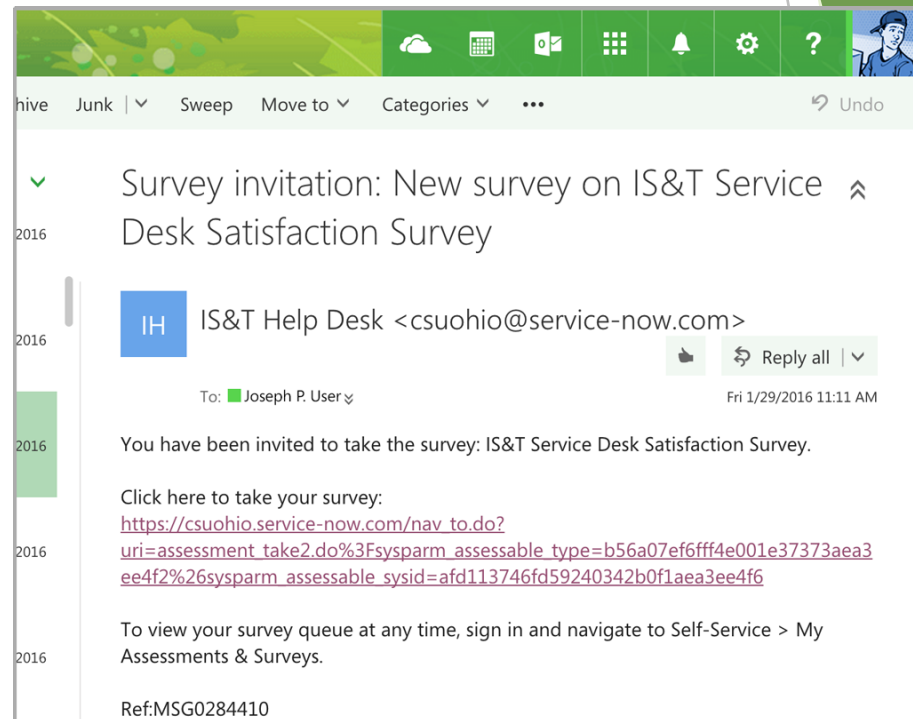 hive Junk Sweep Move to Categories ••• Undo
Survey invitation: New survey on IS&T Service
Desk Satisfaction Survey
2016
IH
IS&T Help Desk <csuohio@service-now.com>
2016
Reply all
To: Joseph P. User
Fri 1/29/2016 11:11 AM
2016
You have been invited to take the survey: IS&T Service Desk Satisfaction Survey.
Click here to take your survey:
https://csuohio.service-now.com/nav_to.do?
2016
uri=assessment_take2.do%3Fsysparm_assessable_type=b56a07ef6fff4e001e37373aea3
ee4f2%26sysparm_assessable_sysid=afd113746fd59240342b0f1aea3ee4f6
To view your survey queue at any time, sign in and navigate to Self-Service > My
2016
Assessments & Surveys.
Ref:MSG0284410